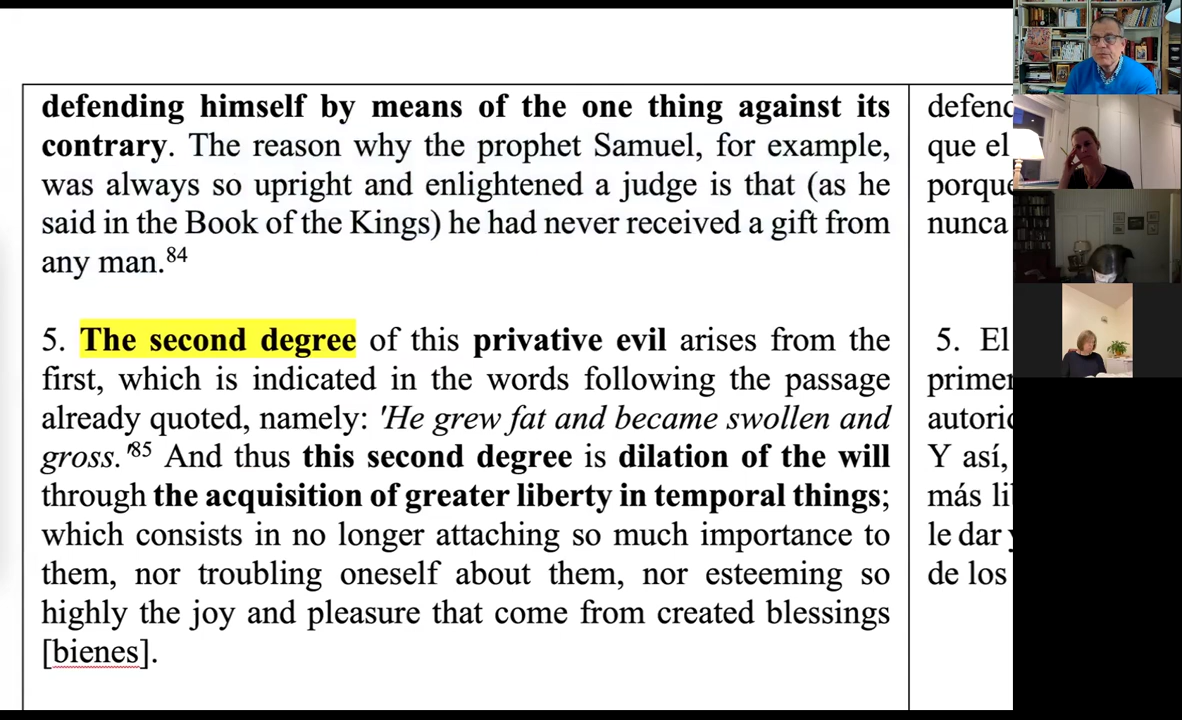 defending himself by means of the one thing against its
contrary. The reason why the prophet Samuel, for example,
was always so upright and enlightened a judge is that (as he
said in the Book of the Kings) he had never received a gift from
any man.84
5. The second degree of this privative evil arises from the
first, which is indicated in the words following the passage
already quoted, namely: 'He grew fat and became swollen and
gross.'85 And thus this second degree is dilation of the will
through the acquisition of greater liberty in temporal things;
which consists in no longer attaching so much importance to
them, nor troubling oneself about them, nor esteeming so
highly the joy and pleasure that come from created blessings
[bienes].
defend
que el
porque
nunca
5. El
primer
autorid
Y así,
más li
le dar
de los